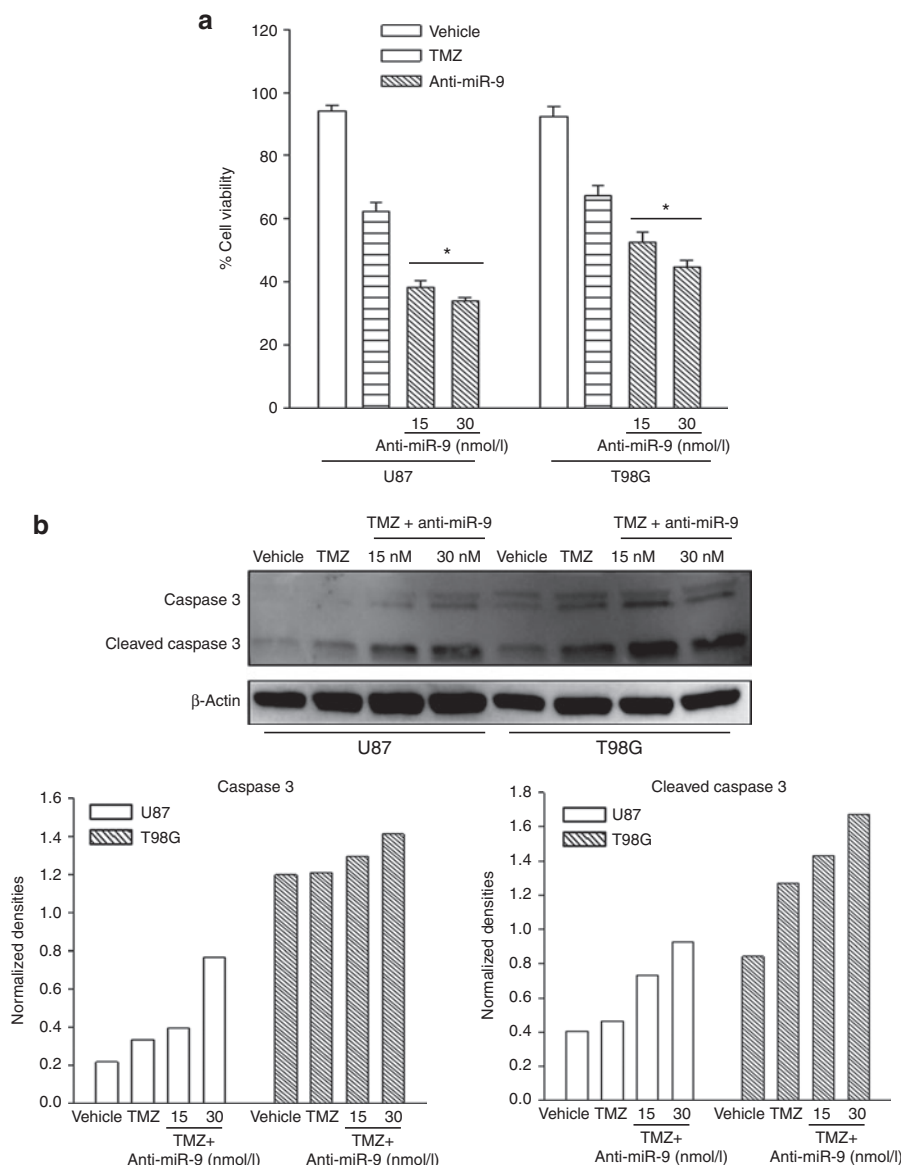 a
120
100
80
60
40
20
0
% Cell viability
Vehicle
TMZ
Anti-miR-9
*
*
15 30 15 30
Anti-miR-9 (nmol/l) Anti-miR-9 (nmol/l)
U87 T98G
b
TMZ + anti-miR-9 TMZ + anti-miR-9
Vehicle TMZ 15 nM 30 nM Vehicle TMZ 15 nM 30 nM
Caspase 3
Cleaved caspase 3
β-Actin
U87 T98G
Caspase 3
U87
T98G
1.6
1.4
1.2
1.0
0.8
0.6
0.4
0.2
0.0
Normalized densities
Vehicle TMZ 15 30 Vehicle TMZ 15 30
TMZ+ TMZ+
Anti-miR-9 (nmol/l) Anti-miR-9 (nmol/l)
Cleaved caspase 3
U87
T98G
1.8
1.6
1.4
1.2
1.0
0.8
0.6
0.4
0.2
0.0
Normalized densities
Vehicle TMZ 15 30 Vehicle TMZ 15 30
TMZ+ TMZ+
Anti-miR-9 (nmol/l) Anti-miR-9 (nmol/l)